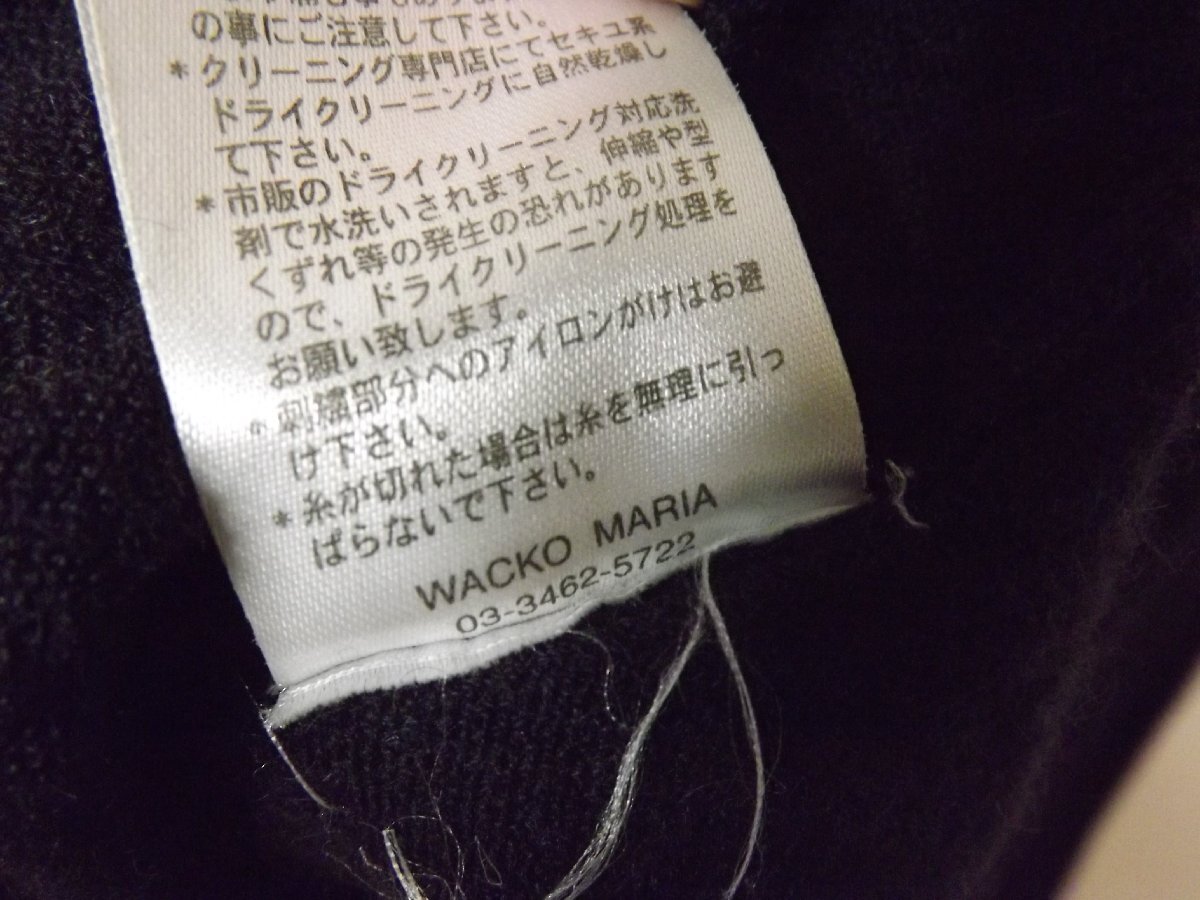 の事にご注意して下さい。
*クリーニング専門店にてセキユ系
ドライクリーニングに自然乾燥し
て下さい。
*市販のドライクリーニング対応洗
剤で水洗いされますと、伸縮や型
くずれ等の発生の恐れがあります
ので、ドライクリーニング処理を
お願い致します。
*刺繍部分へのアイロンがけはお避
け下さい。
*糸が切れた場合は糸を無理に引っ
ぱらないで下さい。
WACKO MARIA
03-3462-5722